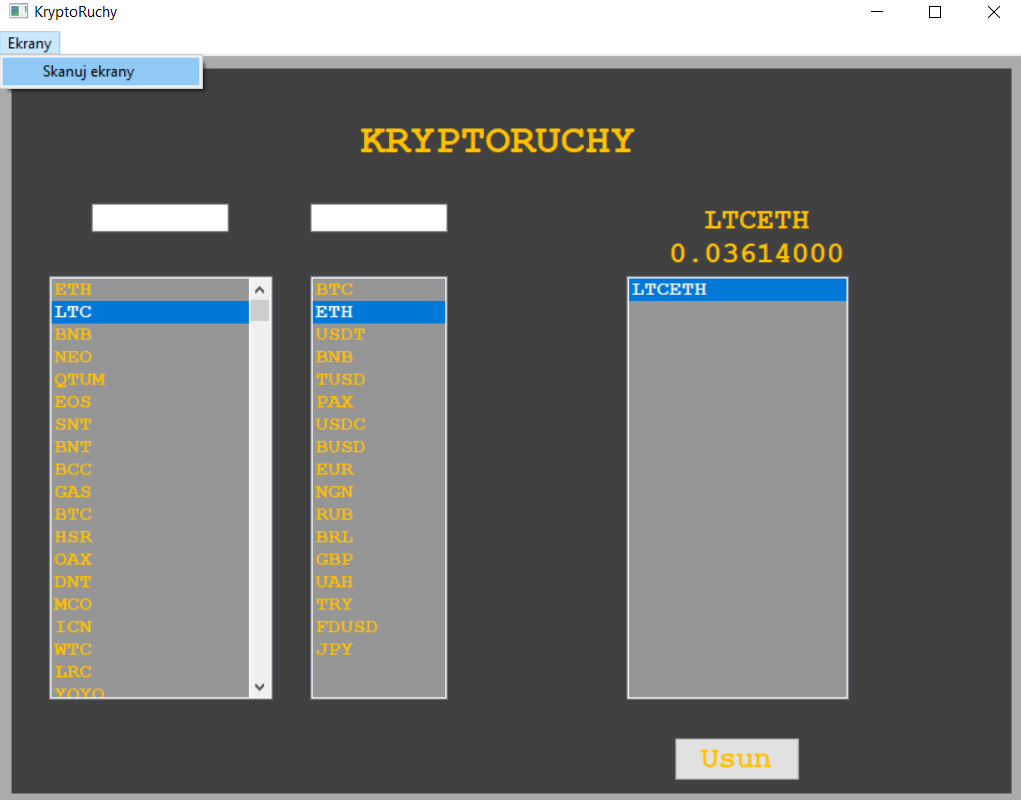 KryptoRuchy
Ekrany
Skanuj ekrany
KRYPTORUCHY
LTCETH
0.03614000
ETH
LTC
BNB
NEO
QTUM
EOS
SNT
BNT
BCC
GAS
BTC
HSR
OAX
DNT
MCO
ICN
WTC
LRC
YOYO
BTC
ETH
USDT
BNB
TUSD
PAX
USDC
BUSD
EUR
NGN
RUB
BRL
GBP
UAH
TRY
FDUSD
JPY
LTCETH
Usun